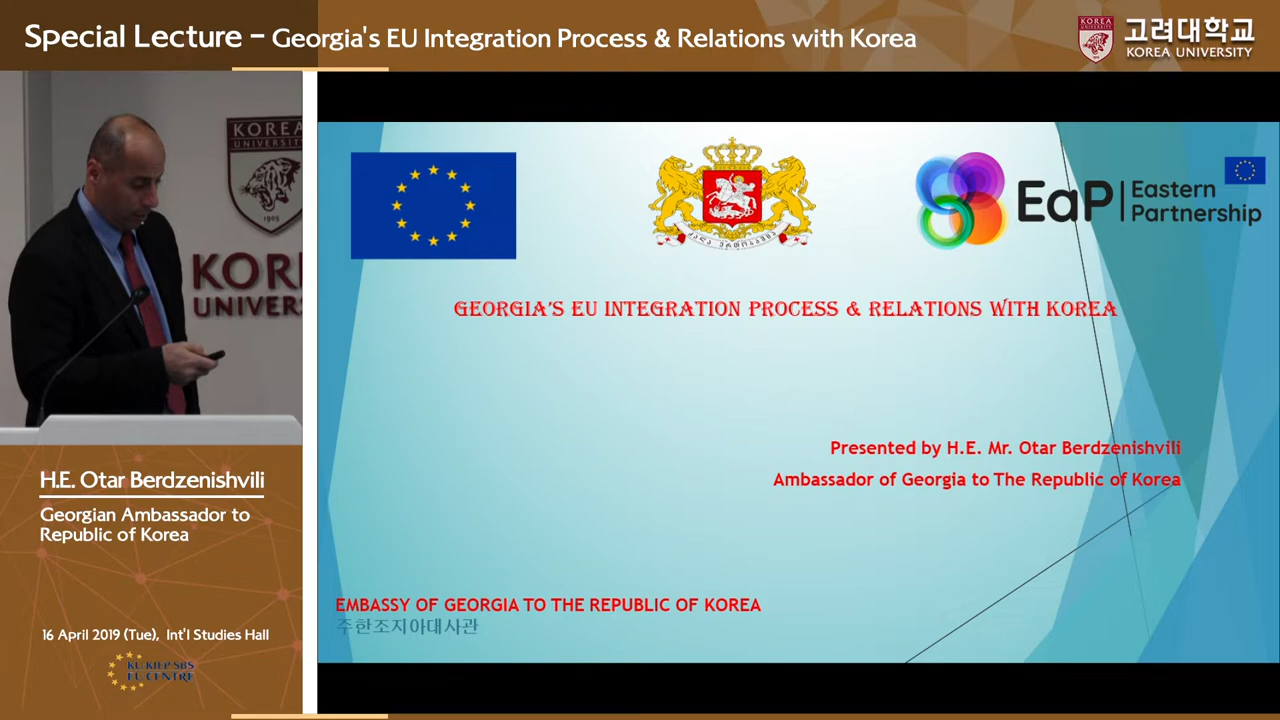 Special Lecture - Georgia's EU Integration Process & Relations with Korea
KOREA
고려대학교
KOREA UNIVERSITY
KOREA
UNIVERSITY
1905
KOR
UNIVERS
EaP
Eastern
Partnership
GEORGIA'S EU INTEGRATION PROCESS & RELATIONS WITH KOREA
Presented by H.E. Mr. Otar Berdzenishvili
Ambassador of Georgia to The Republic of Korea
EMBASSY OF GEORGIA TO THE REPUBLIC OF KOREA
주한조지아대사관
H.E. Otar Berdzenishvili
Georgian Ambassador to
Republic of Korea
16 April 2019 (Tue), Int'l Studies Hall
KU-KIEP-SBS
EU CENTRE